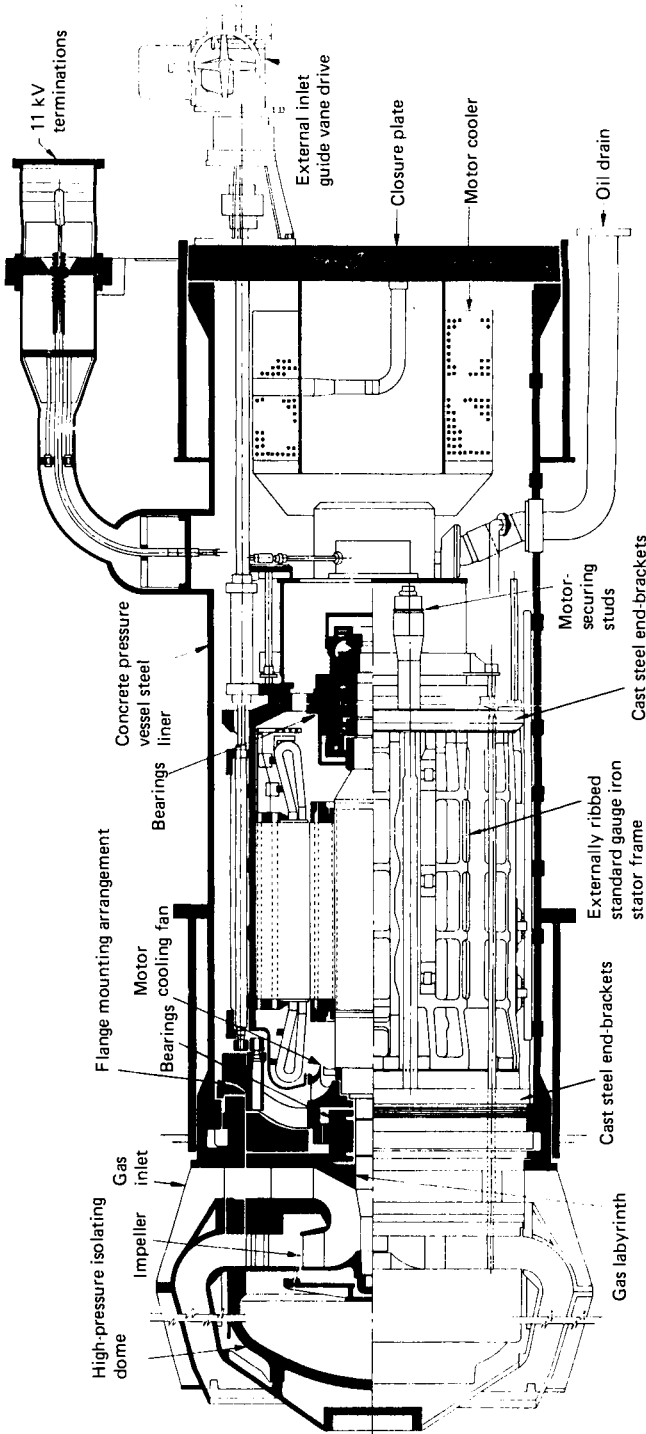 11 kV
terminations
External inlet
guide vane drive
Closure plate
Motor cooler
Oil drain
Concrete pressure
vessel steel
liner
Bearings
Motor-securing
studs
Cast steel end-brackets
Flange mounting arrangement
Bearings
Motor
cooling fan
Externally ribbed
standard gauge iron
stator frame
Cast steel end-brackets
Gas
inlet
Impeller
High-pressure isolating
dome
Gas labyrinth